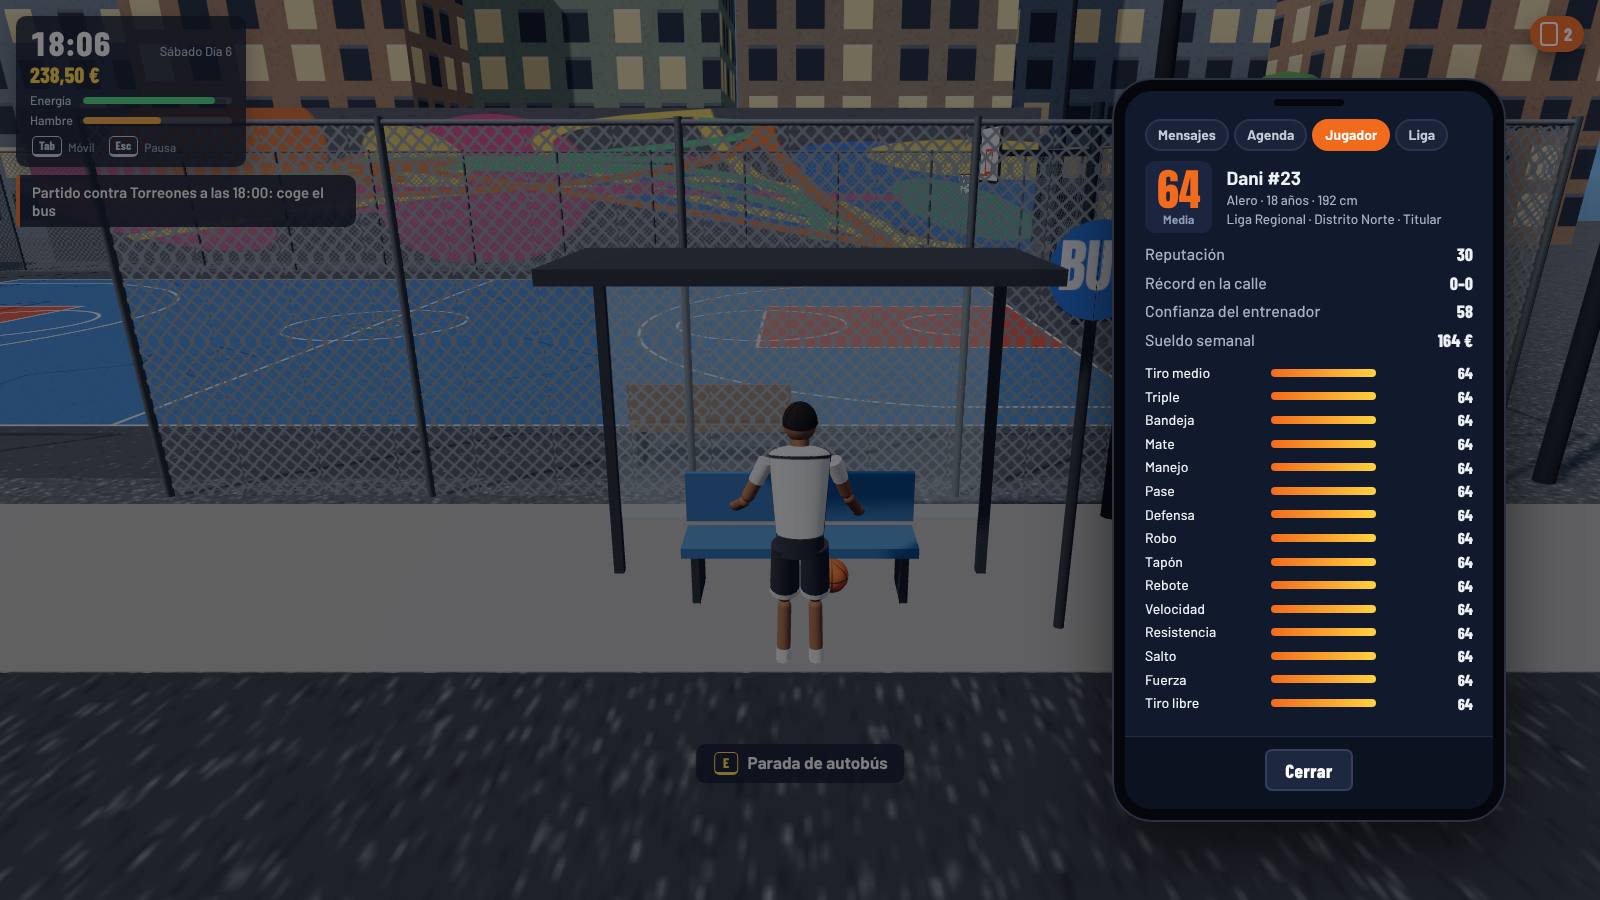 18:06
Sábado Día 6
238,50 €
Energía
Hambre
Tab Móvil Esc Pausa
Partido contra Torreones a las 18:00: coge el
bus
2
BU
Mensajes Agenda Jugador Liga
64
Media
Dani #23
Alero · 18 años · 192 cm
Liga Regional · Distrito Norte · Titular
Reputación 30
Récord en la calle 0-0
Confianza del entrenador 58
Sueldo semanal 164 €
Tiro medio 64
Triple 64
Bandeja 64
Mate 64
Manejo 64
Pase 64
Defensa 64
Robo 64
Tapón 64
Rebote 64
Velocidad 64
Resistencia 64
Salto 64
Fuerza 64
Tiro libre 64
E Parada de autobús
Cerrar